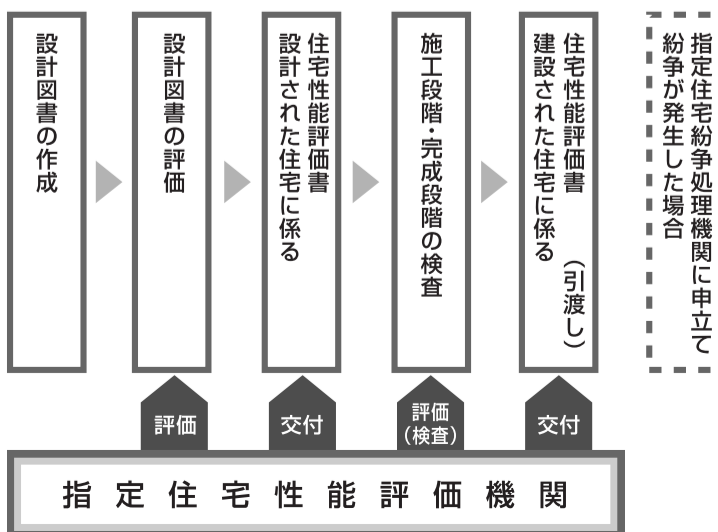 設計図書の作成
設計図書の評価
設計された住宅に係る
住宅性能評価書
施工段階・完成段階の検査
建設された住宅に係る
住宅性能評価書 (引渡し)
紛争が発生した場合
指定住宅紛争処理機関に申立て
評価
交付
評価
(検査)
交付
指定住宅性能評価機関